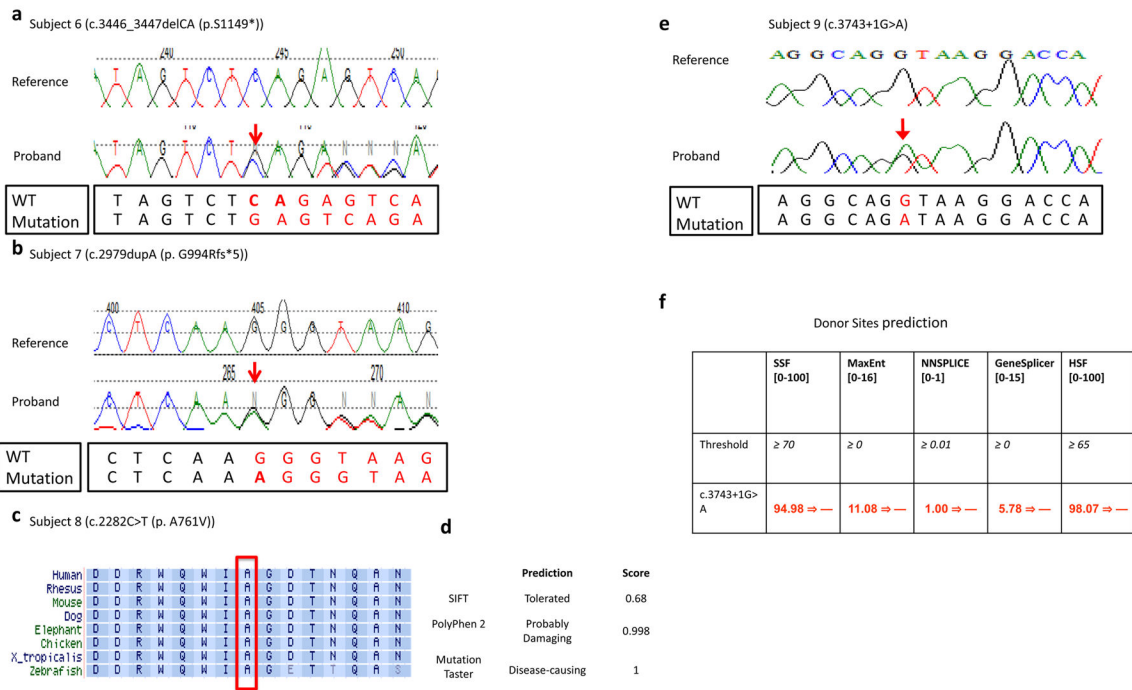 a Subject 6 (c.3446_3447delCA (p.S1149*))
240 245 250
Reference
T A G T C T C A G A G T C A
Proband
T A G T C T N A G A N N N A
WT T A G T C T C A G A G T C A
Mutation T A G T C T G A G T C A G A
b Subject 7 (c.2979dupA (p. G994Rfs*5))
400 405 410
Reference
C T C A A G G G T A A G
265 270
Proband
C T C A A N G G N N A N
WT C T C A A G G G T A A G
Mutation C T C A A A G G G T A A
c Subject 8 (c.2282C>T (p. A761V))
Human D D R W Q W I A G D T N Q A N
Rhesus D D R W Q W I A G D T N Q A N
Mouse D D R W Q W I A G D T N Q A N
Dog D D R W Q W I A G D T N Q A N
Elephant D D R W Q W I A G D T N Q A N
Chicken D D R W Q W I A G D T N Q A N
X_tropicalis D D R W Q W I A G D T N Q A N
Zebrafish D D R W Q W I A G E T T Q A S
d
Prediction Score
SIFT Tolerated 0.68
PolyPhen 2 Probably Damaging 0.998
Mutation Taster Disease-causing 1
e Subject 9 (c.3743+1G>A)
Reference
A G G C A G G T A A G G A C C A
Proband
WT A G G C A G G T A A G G A C C A
Mutation A G G C A G A T A A G G A C C A
f
Donor Sites prediction
SSF [0-100] MaxEnt [0-16] NNSPLICE [0-1] GeneSplicer [0-15] HSF [0-100]
Threshold ≥ 70 ≥ 0 ≥ 0.01 ≥ 0 ≥ 65
c.3743+1G>A 94.98 ⇒ — 11.08 ⇒ — 1.00 ⇒ — 5.78 ⇒ — 98.07 ⇒ —